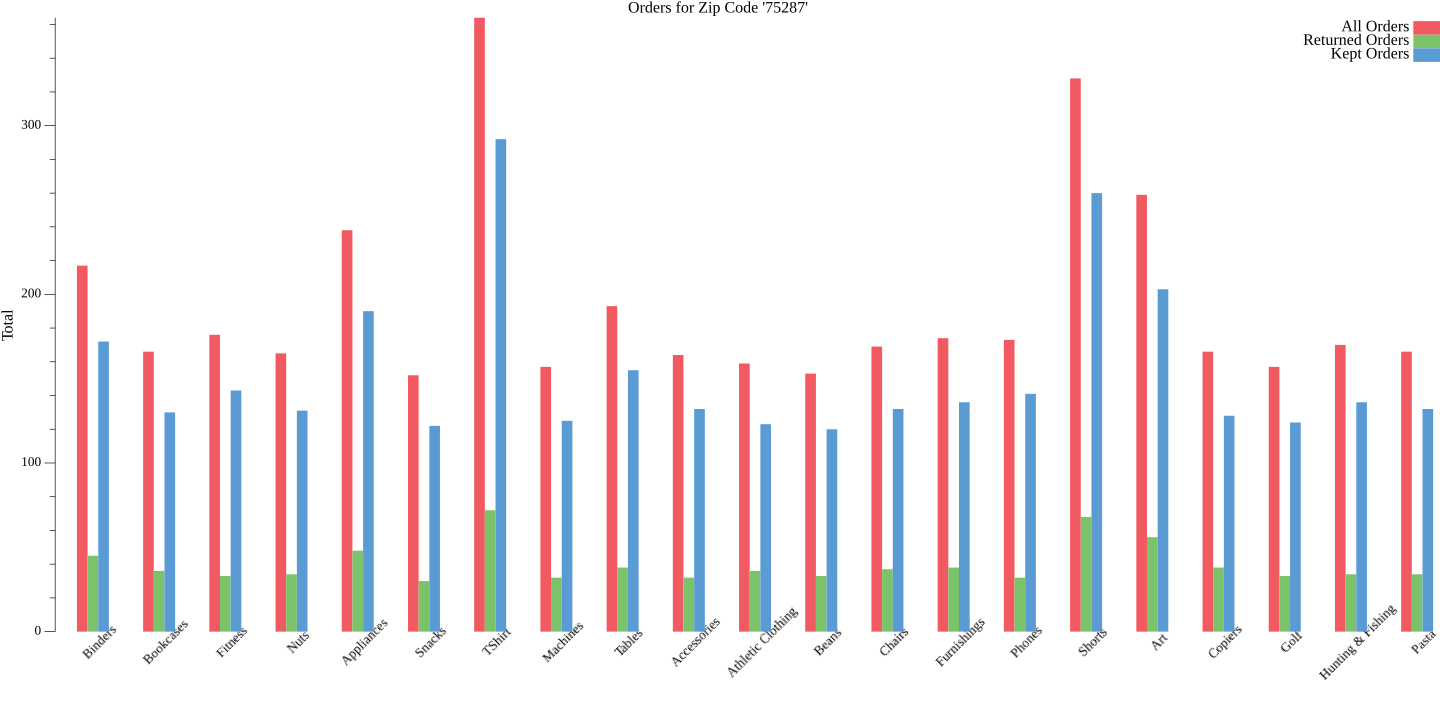 Orders for Zip Code '75287'
All Orders
Returned Orders
Kept Orders
Total
300
200
100
0
Binders
Bookcases
Fitness
Nuts
Appliances
Snacks
TShirt
Machines
Tables
Accessories
Athletic Clothing
Beans
Chairs
Furnishings
Phones
Shorts
Art
Copiers
Golf
Hunting & Fishing
Pasta